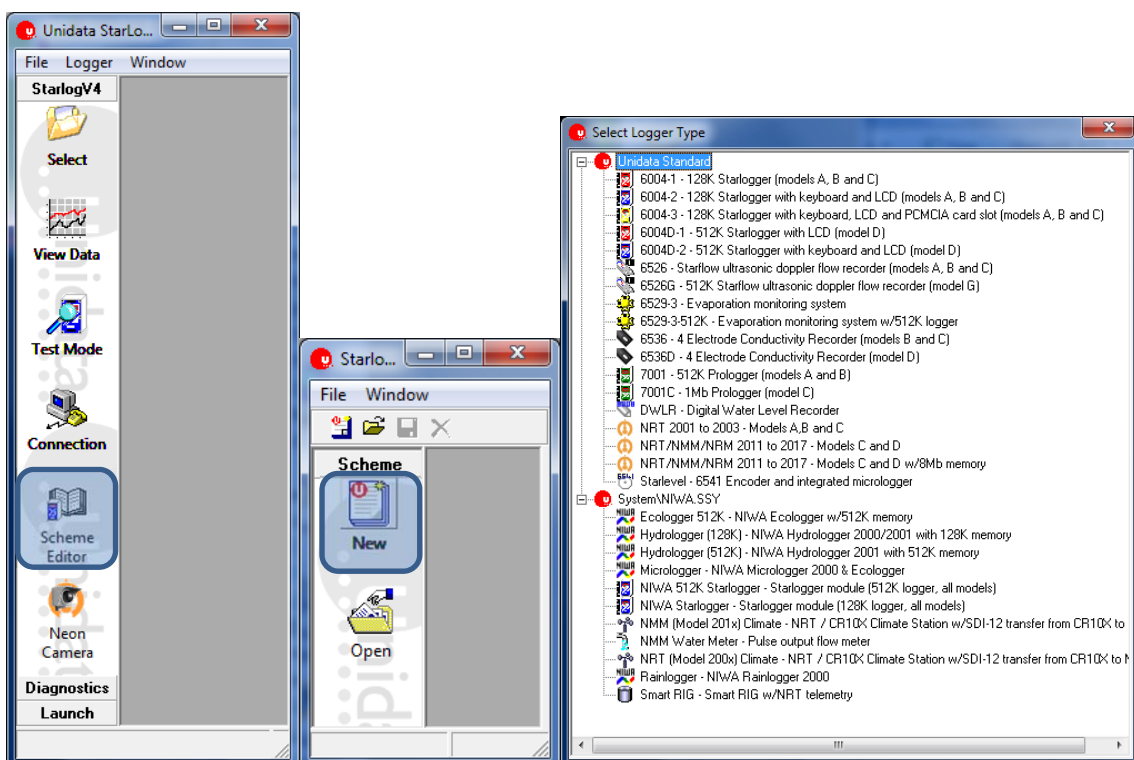 Unidata StarLo...
File Logger Window
StarlogV4
Select
View Data
Test Mode
Connection
Scheme
Editor
Neon
Camera
Diagnostics
Launch
Starlo...
File Window
Scheme
New
Open
Select Logger Type
Unidata Standard
6004-1 - 128K Starlogger (models A, B and C)
6004-2 - 128K Starlogger with keyboard and LCD (models A, B and C)
6004-3 - 128K Starlogger with keyboard, LCD and PCMCIA card slot (models A, B and C)
6004D-1 - 512K Starlogger with LCD (model D)
6004D-2 - 512K Starlogger with keyboard and LCD (model D)
6526 - Starflow ultrasonic doppler flow recorder (models A, B and C)
6526G - 512K Starflow ultrasonic doppler flow recorder (model G)
6529-3 - Evaporation monitoring system
6529-3-512K - Evaporation monitoring system w/512K logger
6536 - 4 Electrode Conductivity Recorder (models B and C)
6536D - 4 Electrode Conductivity Recorder (model D)
7001 - 512K Prologger (models A and B)
7001C - 1Mb Prologger (model C)
DWLR - Digital Water Level Recorder
NRT 2001 to 2003 - Models A,B and C
NRT/NMM/NRM 2011 to 2017 - Models C and D
NRT/NMM/NRM 2011 to 2017 - Models C and D w/8Mb memory
Starlevel - 6541 Encoder and integrated micrologger
System\NIWA.SSY
Ecologger 512K - NIWA Ecologger w/512K memory
Hydrologger (128K) - NIWA Hydrologger 2000/2001 with 128K memory
Hydrologger (512K) - NIWA Hydrologger 2001 with 512K memory
Micrologger - NIWA Micrologger 2000 & Ecologger
NIWA 512K Starlogger - Starlogger module (512K logger, all models)
NIWA Starlogger - Starlogger module (128K logger, all models)
NMM (Model 201x) Climate - NRT / CR10X Climate Station w/SDI-12 transfer from CR10X to
NMM Water Meter - Pulse output flow meter
NRT (Model 200x) Climate - NRT / CR10X Climate Station w/SDI-12 transfer from CR10X to
Rainlogger - NIWA Rainlogger 2000
Smart RIG - Smart RIG w/NRT telemetry